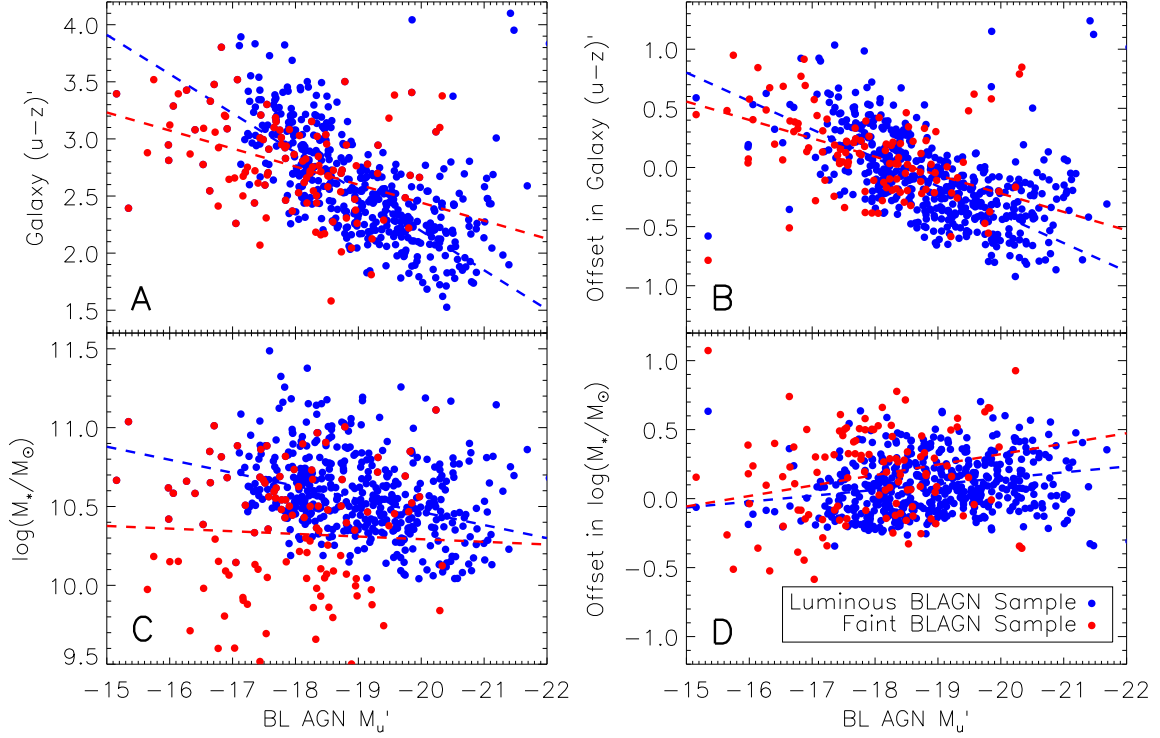 4.0
3.5
3.0
2.5
2.0
1.5
Galaxy (u−z)'
A
1.0
0.5
0.0
−0.5
−1.0
Offset in Galaxy (u−z)'
B
11.5
11.0
10.5
10.0
9.5
log(M*/M⊙)
C
−15 −16 −17 −18 −19 −20 −21 −22
BL AGN Mu'
1.0
0.5
0.0
−0.5
−1.0
Offset in log(M*/M⊙)
D
Luminous BLAGN Sample
Faint BLAGN Sample
−15 −16 −17 −18 −19 −20 −21 −22
BL AGN Mu'